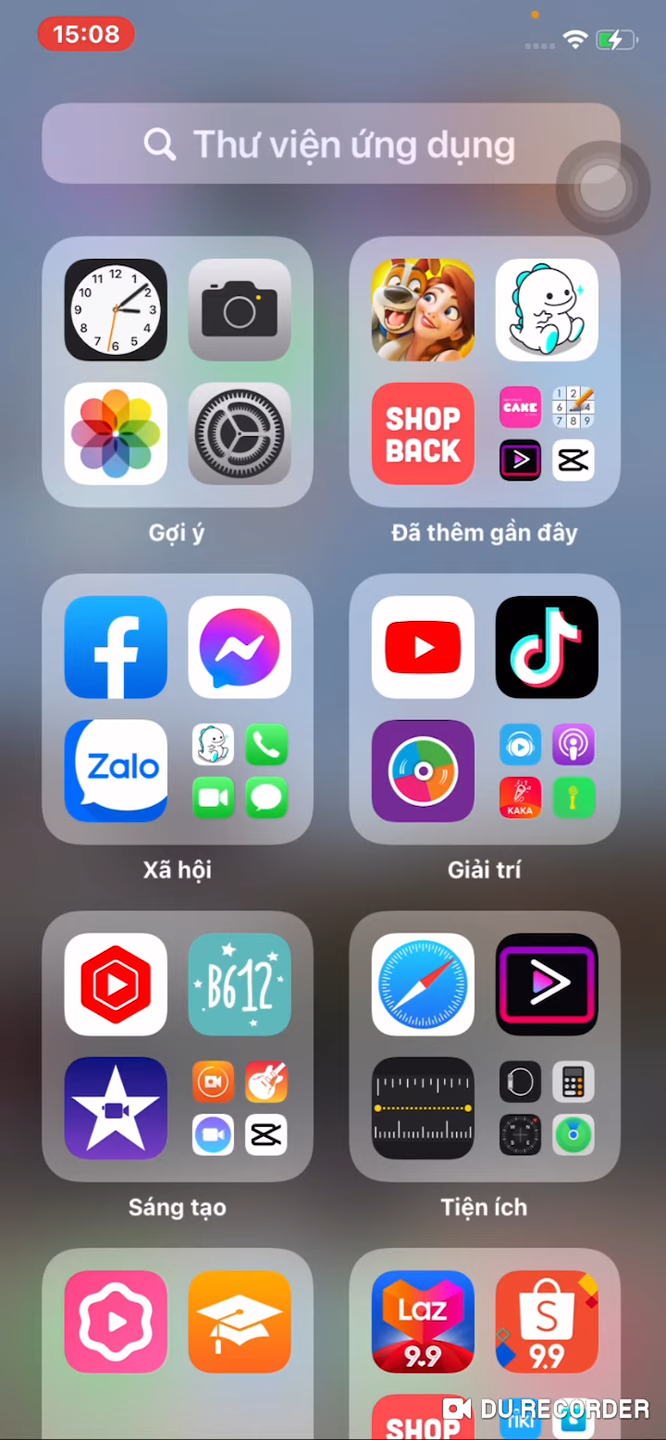 15:08
Thư viện ứng dụng
SHOP
BACK
CAKE
Gợi ý
Đã thêm gần đây
Zalo
KAKA
Xã hội
Giải trí
B612
Sáng tạo
Tiện ích
Laz
9.9
S
9.9
SHOP
TIKI
DU RECORDER